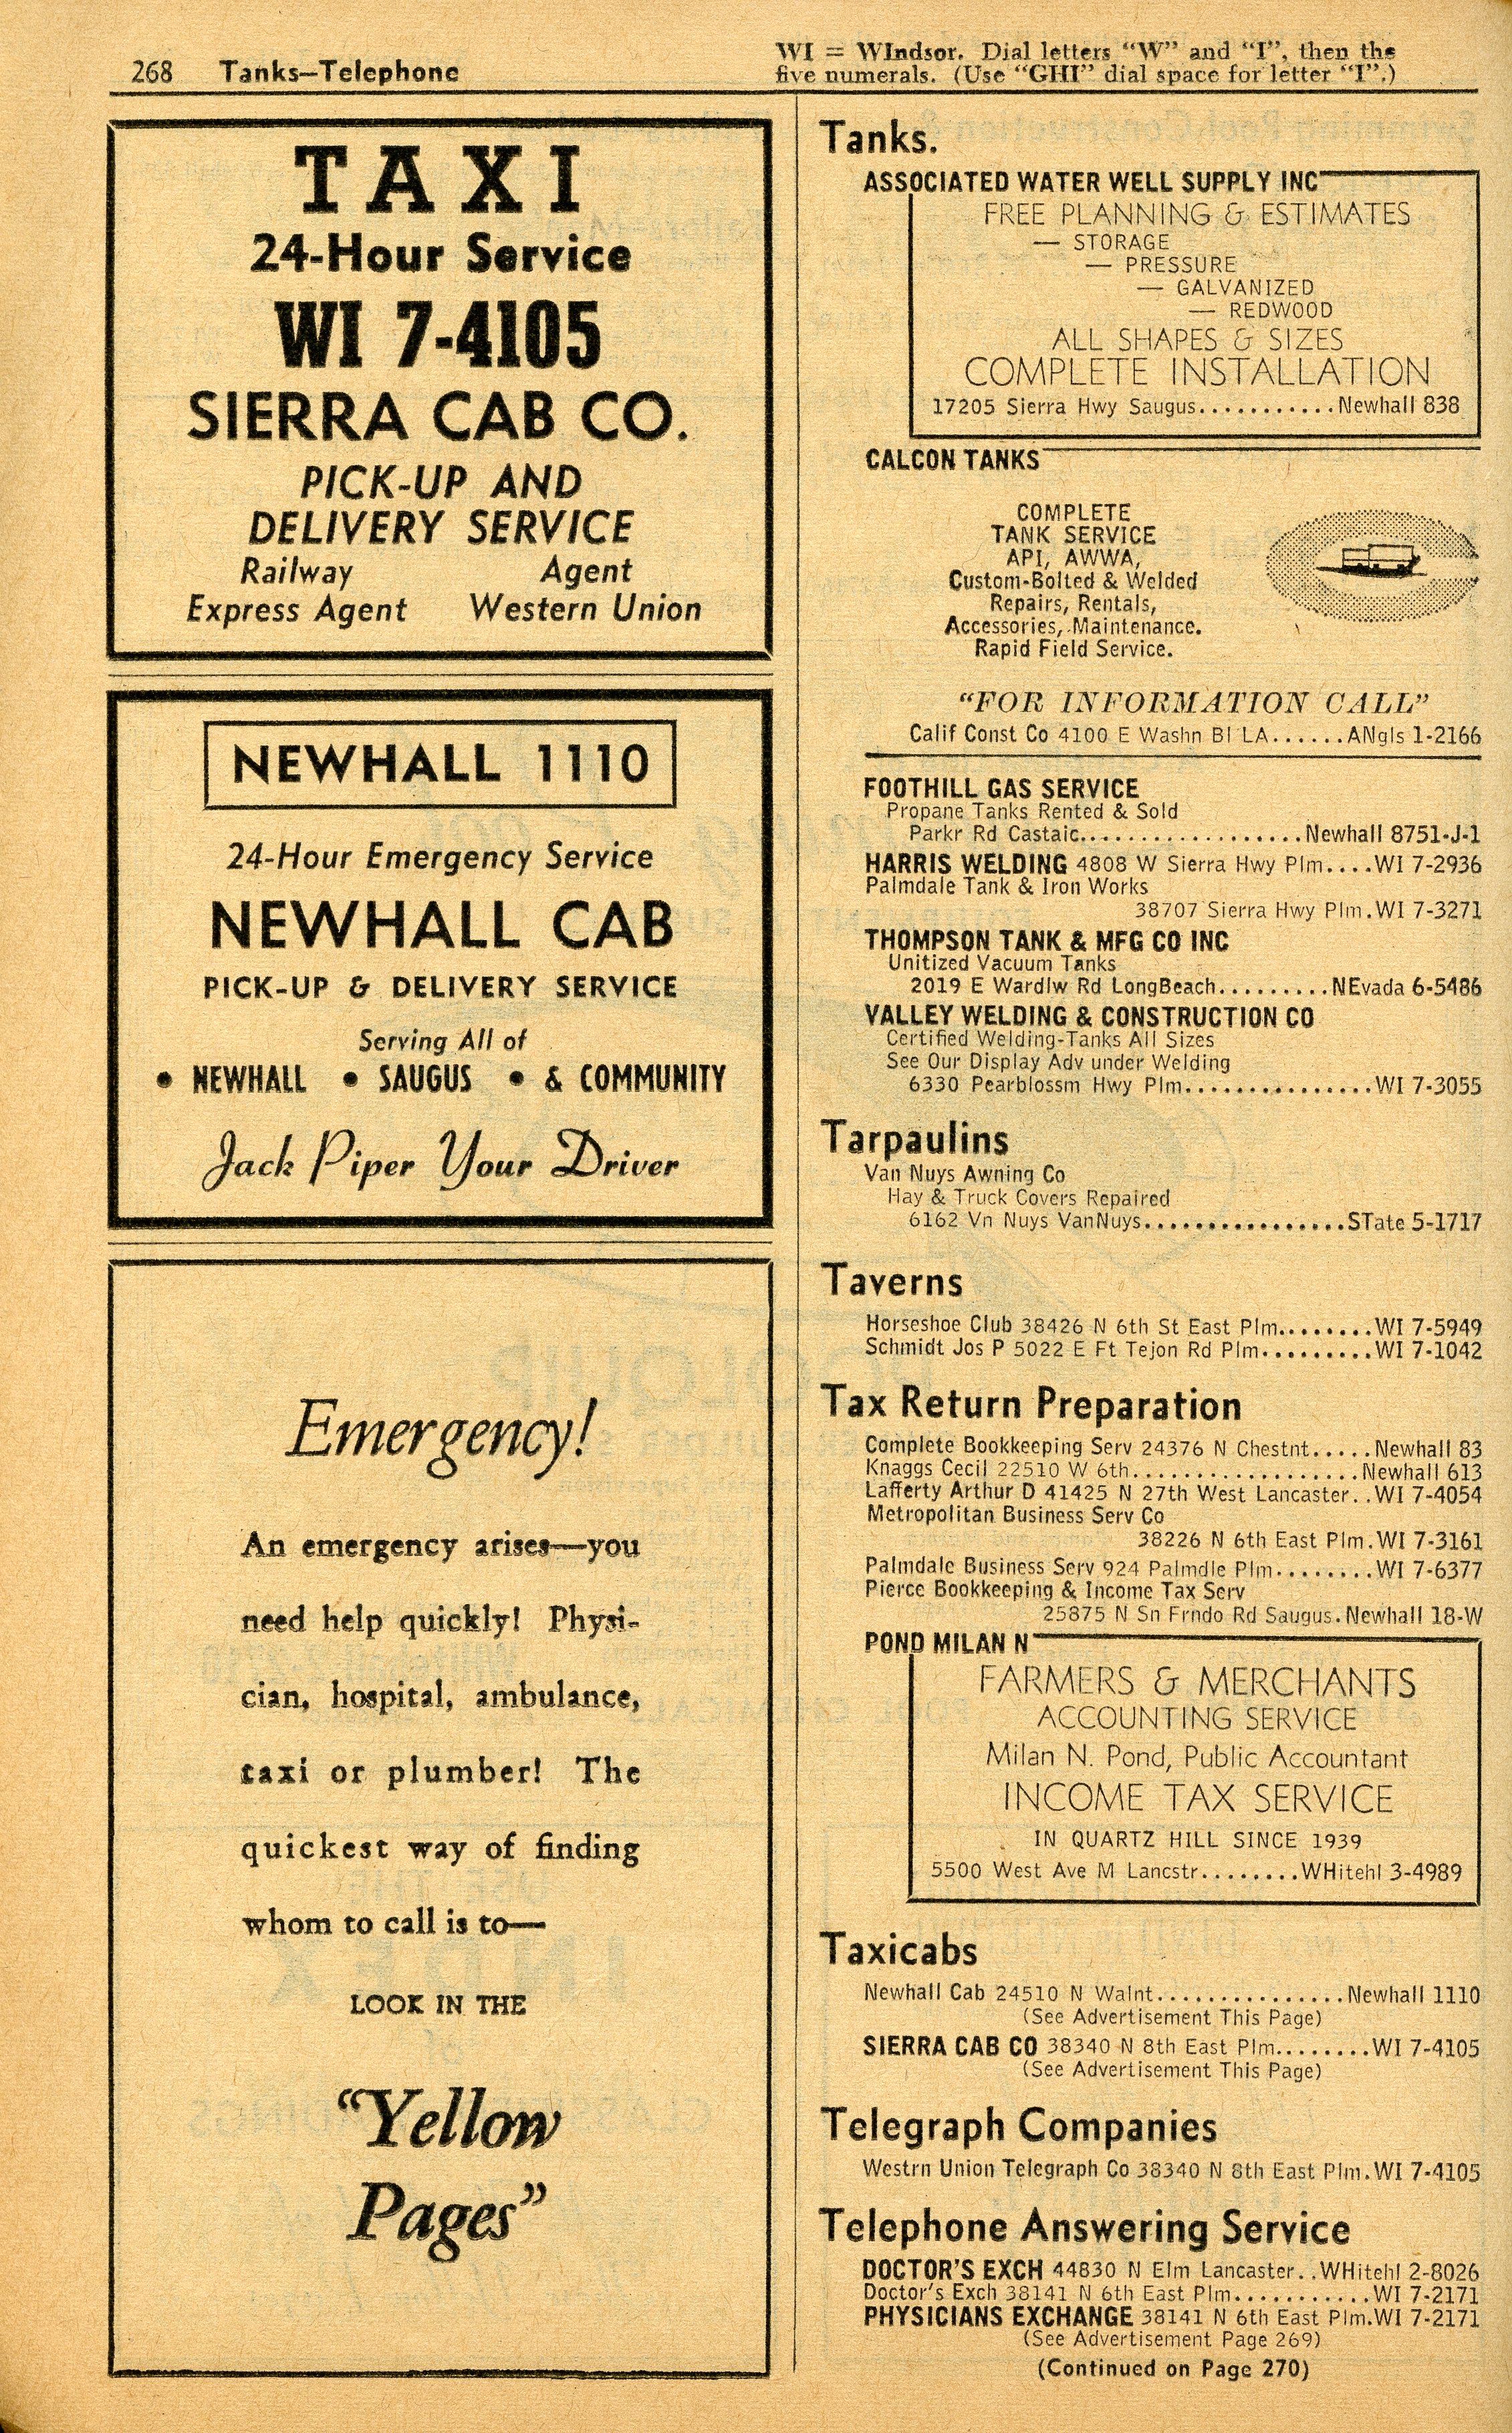 268 Tanks—Telephone
WI = WIndsor. Dial letters “W” and “I”, then the
five numerals. (Use “GHI” dial space for letter “I”.)
TAXI
24-Hour Service
WI 7-4105
SIERRA CAB CO.
PICK-UP AND
DELIVERY SERVICE
Railway Agent
Express Agent Western Union
NEWHALL 1110
24-Hour Emergency Service
NEWHALL CAB
PICK-UP & DELIVERY SERVICE
Serving All of
• NEWHALL • SAUGUS • & COMMUNITY
Jack Piper Your Driver
Emergency!
An emergency arises—you
need help quickly! Physi-
cian, hospital, ambulance,
taxi or plumber! The
quickest way of finding
whom to call is to—
LOOK IN THE
“Yellow
Pages”
Tanks.
ASSOCIATED WATER WELL SUPPLY INC
FREE PLANNING & ESTIMATES
— STORAGE
— PRESSURE
— GALVANIZED
— REDWOOD
ALL SHAPES & SIZES
COMPLETE INSTALLATION
17205 Sierra Hwy Saugus...........Newhall 838
CALCON TANKS
COMPLETE
TANK SERVICE
API, AWWA,
Custom-Bolted & Welded
Repairs, Rentals,
Accessories, Maintenance.
Rapid Field Service.
“FOR INFORMATION CALL”
Calif Const Co 4100 E Washn Bl LA......ANgls 1-2166
FOOTHILL GAS SERVICE
Propane Tanks Rented & Sold
Parkr Rd Castaic..................Newhall 8751-J-1
HARRIS WELDING 4808 W Sierra Hwy Plm....WI 7-2936
Palmdale Tank & Iron Works
38707 Sierra Hwy Plm.WI 7-3271
THOMPSON TANK & MFG CO INC
Unitized Vacuum Tanks
2019 E Wardlw Rd LongBeach.........NEvada 6-5486
VALLEY WELDING & CONSTRUCTION CO
Certified Welding-Tanks All Sizes
See Our Display Adv under Welding
6330 Pearblossm Hwy Plm...............WI 7-3055
Tarpaulins
Van Nuys Awning Co
Hay & Truck Covers Repaired
6162 Vn Nuys VanNuys................STate 5-1717
Taverns
Horseshoe Club 38426 N 6th St East Plm........WI 7-5949
Schmidt Jos P 5022 E Ft Tejon Rd Plm.........WI 7-1042
Tax Return Preparation
Complete Bookkeeping Serv 24376 N Chestnt.....Newhall 83
Knaggs Cecil 22510 W 6th..................Newhall 613
Lafferty Arthur D 41425 N 27th West Lancaster..WI 7-4054
Metropolitan Business Serv Co
38226 N 6th East Plm.WI 7-3161
Palmdale Business Serv 924 Palmdle Plm........WI 7-6377
Pierce Bookkeeping & Income Tax Serv
25875 N Sn Frndo Rd Saugus.Newhall 18-W
POND MILAN N
FARMERS & MERCHANTS
ACCOUNTING SERVICE
Milan N. Pond, Public Accountant
INCOME TAX SERVICE
IN QUARTZ HILL SINCE 1939
5500 West Ave M Lancstr........WHitehl 3-4989
Taxicabs
Newhall Cab 24510 N Walnt...............Newhall 1110
(See Advertisement This Page)
SIERRA CAB CO 38340 N 8th East Plm........WI 7-4105
(See Advertisement This Page)
Telegraph Companies
Westrn Union Telegraph Co 38340 N 8th East Plm.WI 7-4105
Telephone Answering Service
DOCTOR'S EXCH 44830 N Elm Lancaster..WHitehl 2-8026
Doctor's Exch 38141 N 6th East Plm...........WI 7-2171
PHYSICIANS EXCHANGE 38141 N 6th East Plm.WI 7-2171
(See Advertisement Page 269)
(Continued on Page 270)